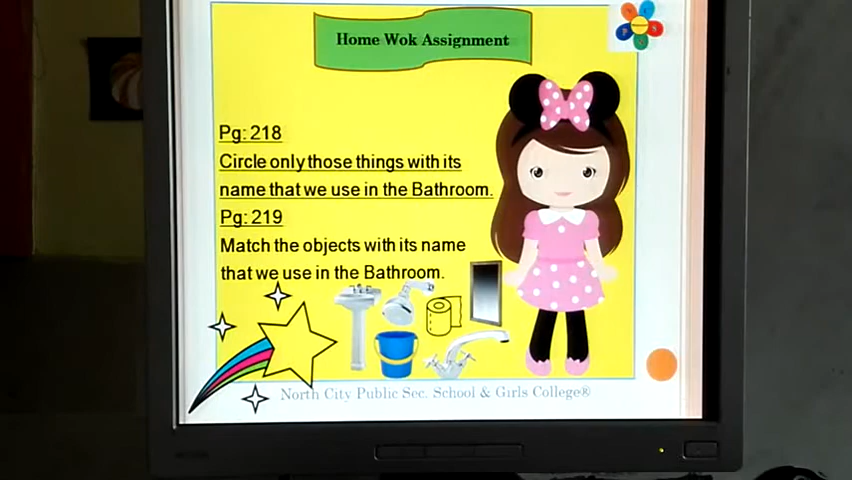 Home Wok Assignment
Pg: 218
Circle only those things with its
name that we use in the Bathroom.
Pg: 219
Match the objects with its name
that we use in the Bathroom.
North City Public Sec. School & Girls College®